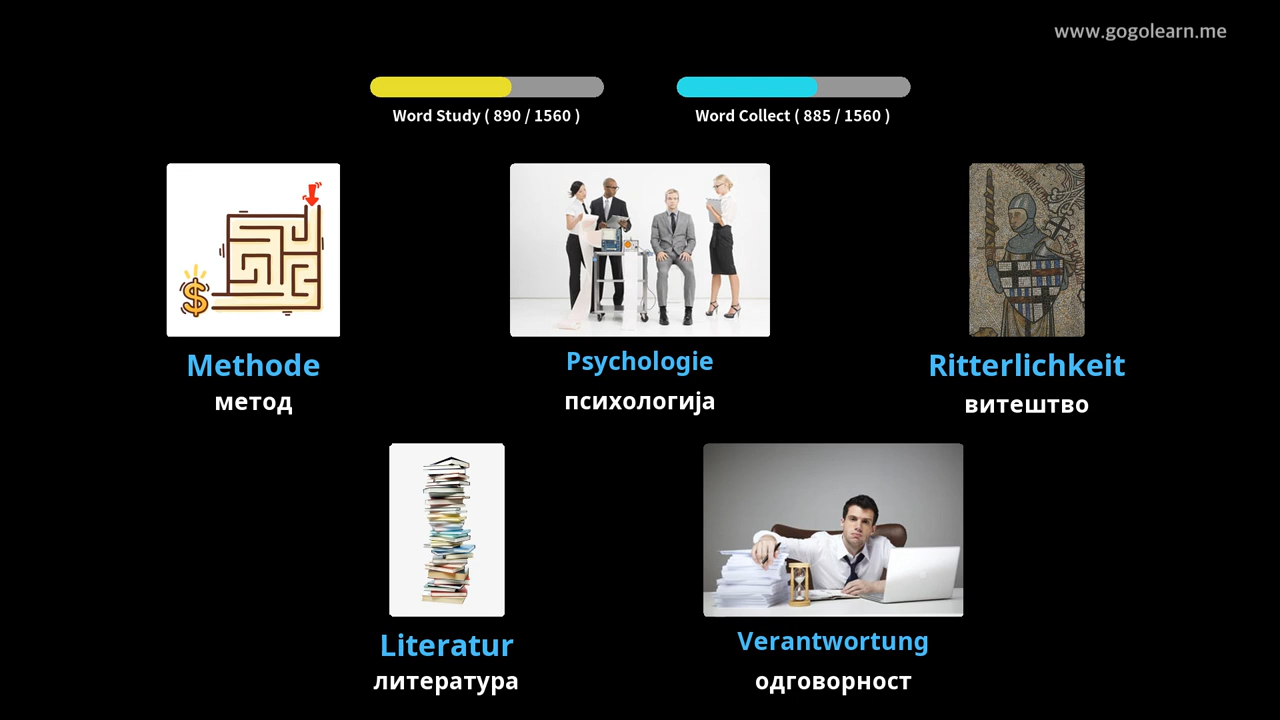 www.gogolearn.me
Word Study ( 890 / 1560 )
Word Collect ( 885 / 1560 )
Methode
метод
Psychologie
психологија
Ritterlichkeit
витештво
Literatur
литература
Verantwortung
одговорност